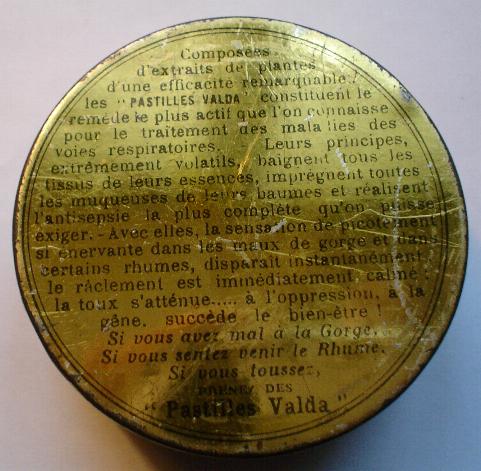 Composées
d'extraits de plantes
d'une efficacité remarquable!
les "PASTILLES VALDA" constituent le
remède le plus actif que l'on connaisse
pour le traitement des maladies des
voies respiratoires. Leurs principes,
extrêmement volatils, baignent tous les
tissus de leurs essences, imprègnent toutes
les muqueuses de leurs baumes et réalisent
l'antisepsie la plus complète qu'on puisse
exiger. - Avec elles, la sensation de picotement
si énervante dans les maux de gorge et dans
certains rhumes, disparait instantanément
le râclement est immédiatement calmé :
la toux s'atténue..... à l'oppression, à la
gêne, succède le bien-être !
Si vous avez mal à la Gorge,
Si vous sentez venir le Rhume,
Si vous toussez,
PRENEZ DES
"Pastilles Valda"